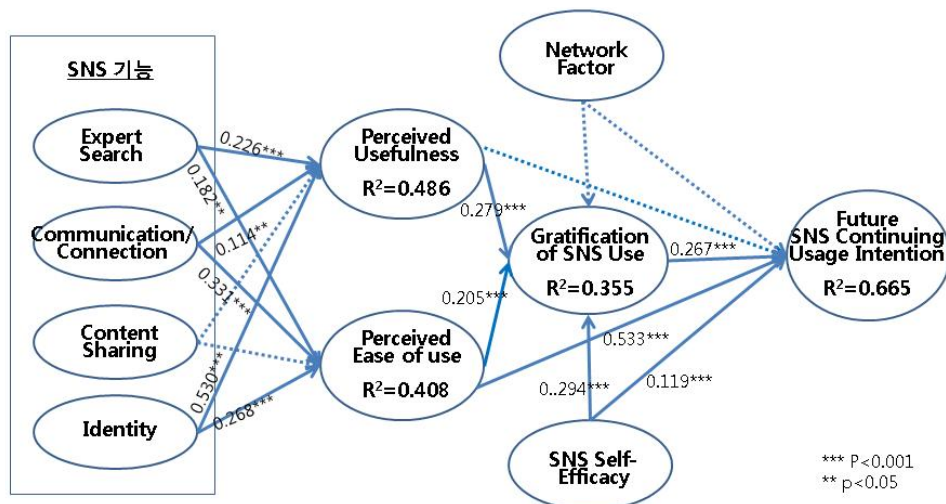 SNS 기능
Expert
Search
Communication/
Connection
Content
Sharing
Identity
0.226***
0.182**
0.114**
0.331***
0.530***
0.268***
Perceived
Usefulness
R²=0.486
Perceived
Ease of use
R²=0.408
0.279***
0.205***
Network
Factor
Gratification
of SNS Use
R²=0.355
0.267***
0.533***
0..294***
0.119***
SNS Self-
Efficacy
Future
SNS Continuing
Usage Intention
R²=0.665
*** P<0.001
** p<0.05